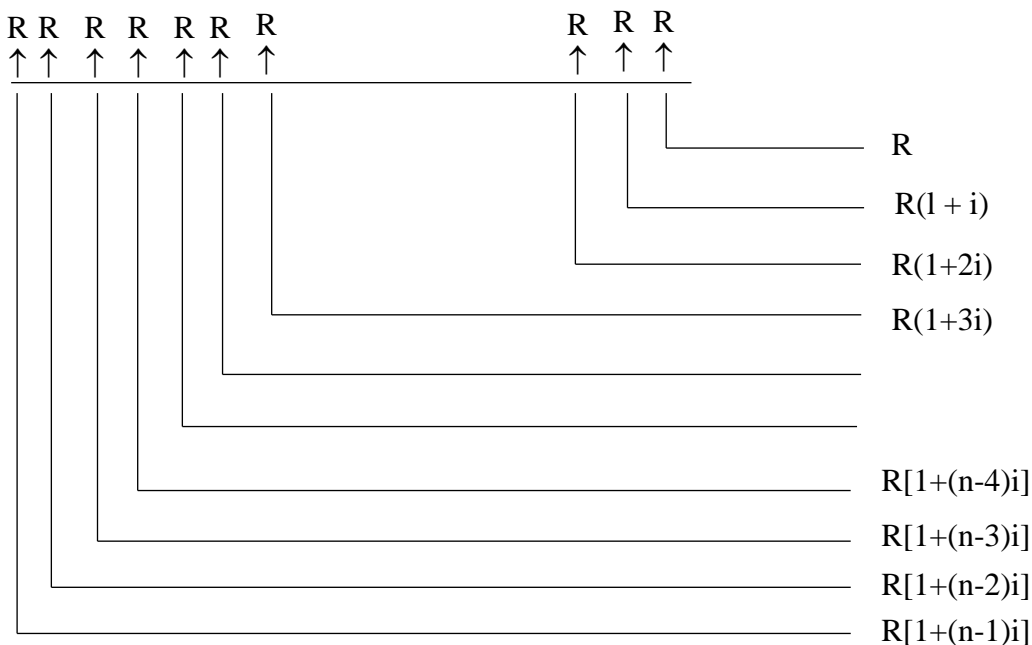 R R R R R R R R R R
R
R(l + i)
R(1+2i)
R(1+3i)
R[1+(n-4)i]
R[1+(n-3)i]
R[1+(n-2)i]
R[1+(n-1)i]